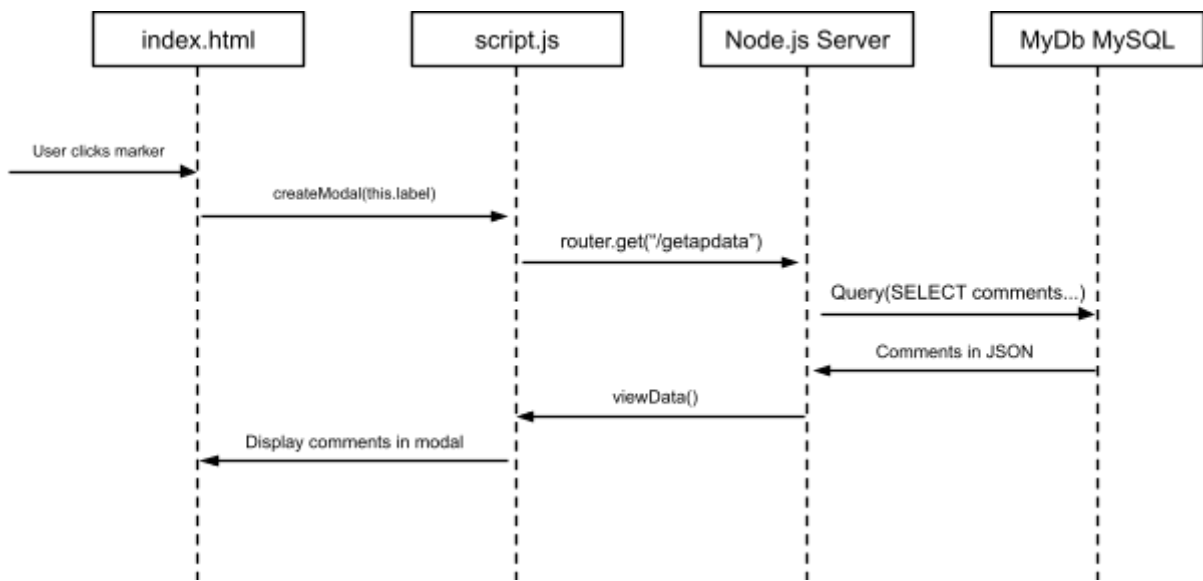 index.html
script.js
Node.js Server
MyDb MySQL
User clicks marker
createModal(this.label)
router.get(“/getapdata”)
Query(SELECT comments...)
Comments in JSON
viewData()
Display comments in modal